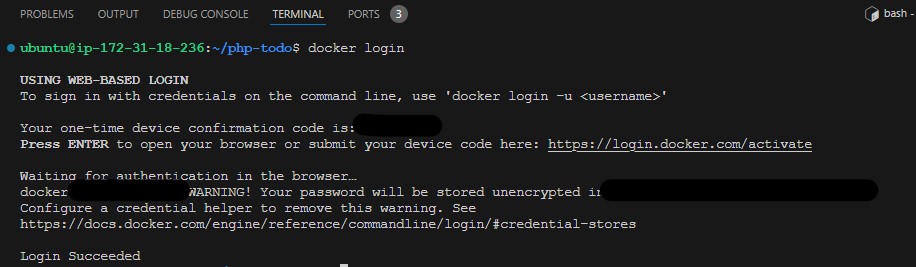 PROBLEMS OUTPUT DEBUG CONSOLE TERMINAL PORTS 3 bash -
ubuntu@ip-172-31-18-236:~/php-todo$ docker login
USING WEB-BASED LOGIN
To sign in with credentials on the command line, use 'docker login -u <username>'
Your one-time device confirmation code is:
Press ENTER to open your browser or submit your device code here: https://login.docker.com/activate
Waiting for authentication in the browser…
docker WARNING! Your password will be stored unencrypted in
Configure a credential helper to remove this warning. See
https://docs.docker.com/engine/reference/commandline/login/#credential-stores
Login Succeeded